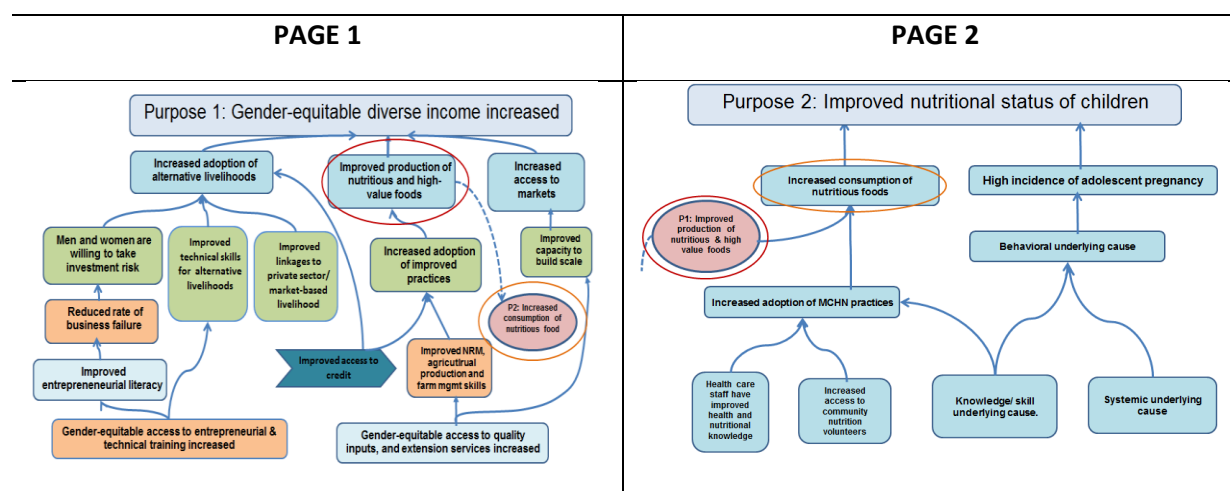 PAGE 1
Purpose 1: Gender-equitable diverse income increased
Increased adoption of
alternative livelihoods
Improved production of
nutritious and high-
value foods
Increased
access to
markets
Men and women are
willing to take
investment risk
Improved
technical skills
for alternative
livelihoods
Improved
linkages to
private sector/
market-based
livelihood
Increased adoption
of improved
practices
Improved
capacity to
build scale
Reduced rate of
business failure
P2: Increased
consumption of
nutritious food
Improved
entrepreneurial literacy
Improved access to
credit
Improved NRM,
agricutlrual
production and
farm mgmt skills
Gender-equitable access to entrepreneurial &
technical training increased
Gender-equitable access to quality
inputs, and extension services increased
PAGE 2
Purpose 2: Improved nutritional status of children
Increased consumption of
nutritious foods
High incidence of adolescent pregnancy
P1: Improved
production of
nutritious & high
value foods
Behavioral underlying
cause
Increased adoption of MCHN practices
Health care
staff have
improved
health and
nutritional
knowledge
Increased
access to
community
nutrition
volunteers
Knowledge/ skill
underlying cause.
Systemic underlying
cause